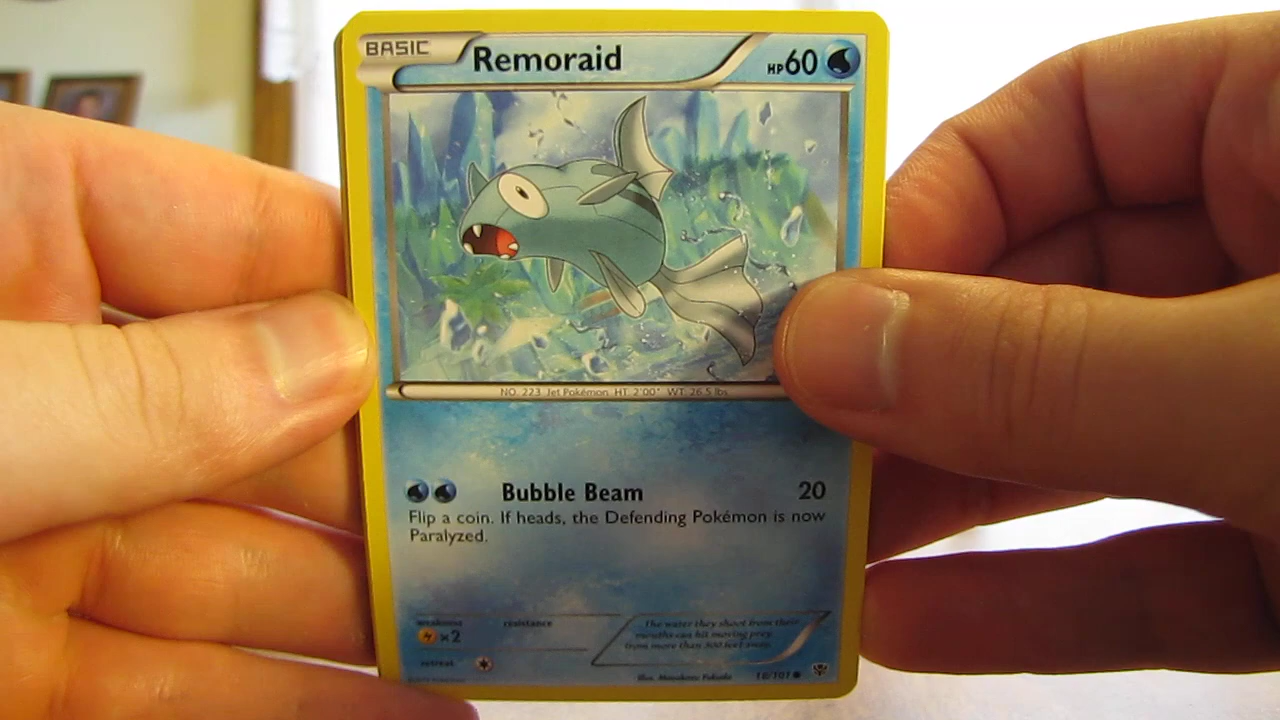 BASIC Remoraid HP60
NO. 223 Jet Pokémon HT: 2'00" WT: 26.5 lbs
Bubble Beam 20
Flip a coin. If heads, the Defending Pokémon is now
Paralyzed.
weakness resistance
×2
The water they shoot from their
mouths can hit moving prey
from more than 300 feet away.
retreat
Illus. Masakazu Fukuda /101